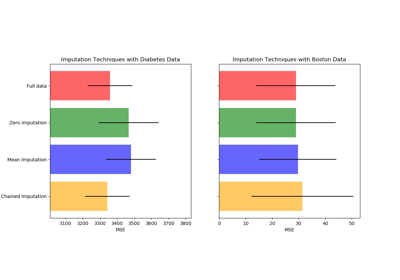 Imputation Techniques with Diabetes Data
Imputation Techniques with Boston Data
Full data
Zero imputation
Mean Imputation
Chained Imputation
3100 3200 3300 3400 3500 3600 3700 3800
MSE
0 10 20 30 40 50
MSE